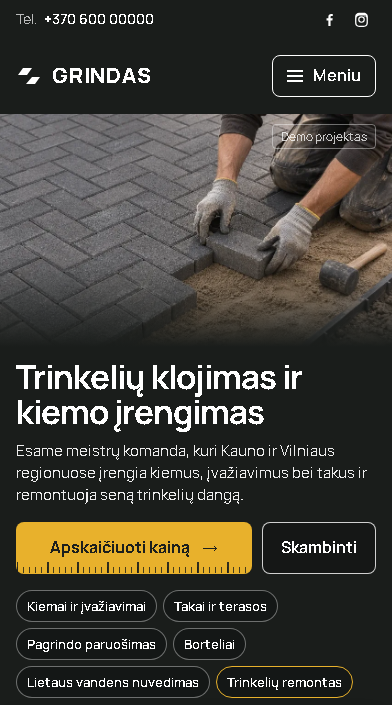 Tel. +370 600 00000
GRINDAS
Meniu
Demo projektas
Trinkelių klojimas ir
kiemo įrengimas
Esame meistrų komanda, kuri Kauno ir Vilniaus
regionuose įrengia kiemus, įvažiavimus bei takus ir
remontuoja seną trinkelių dangą.
Apskaičiuoti kainą →
Skambinti
Kiemai ir įvažiavimai
Takai ir terasos
Pagrindo paruošimas
Borteliai
Lietaus vandens nuvedimas
Trinkelių remontas